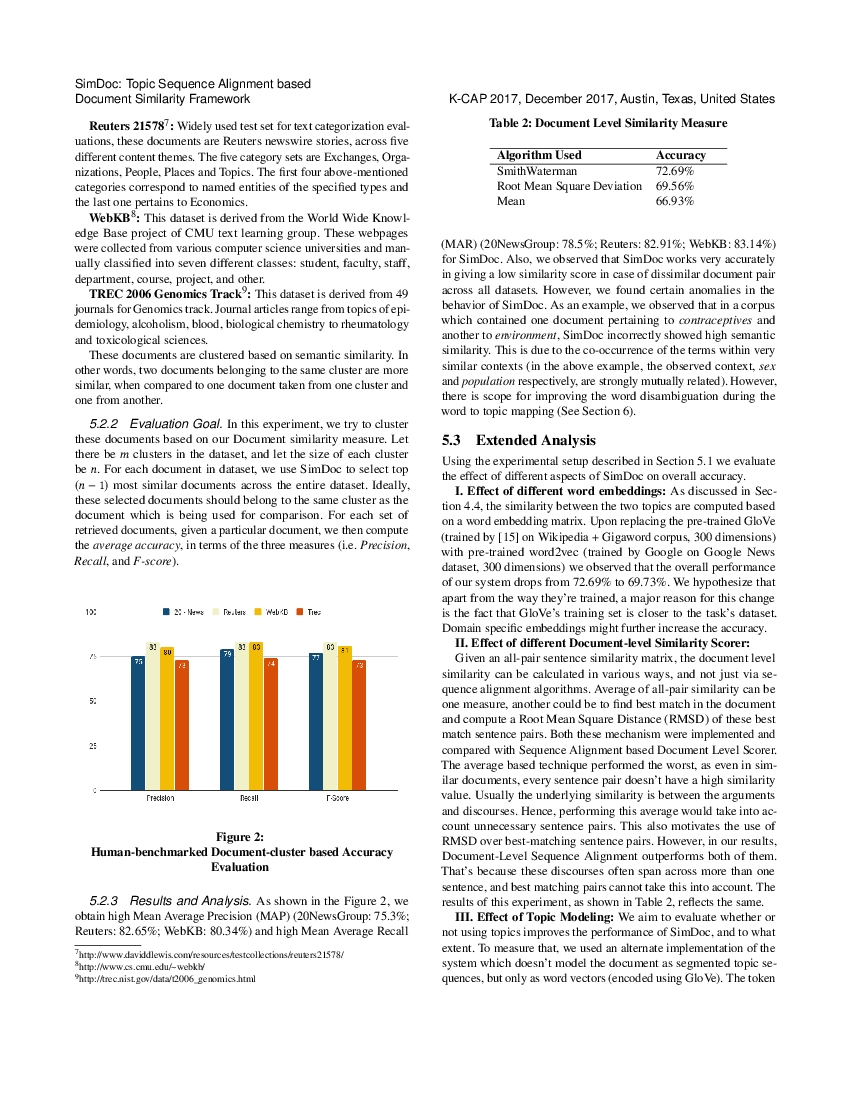 SimDoc: Topic Sequence Alignment based
Document Similarity Framework
K-CAP 2017, December 2017, Austin, Texas, United States
Reuters 21578⁷: Widely used test set for text categorization eval-
uations, these documents are Reuters newswire stories, across five
different content themes. The five category sets are Exchanges, Orga-
nizations, People, Places and Topics. The first four above-mentioned
categories correspond to named entities of the specified types and
the last one pertains to Economics.
WebKB⁸: This dataset is derived from the World Wide Knowl-
edge Base project of CMU text learning group. These webpages
were collected from various computer science universities and man-
ually classified into seven different classes: student, faculty, staff,
department, course, project, and other.
TREC 2006 Genomics Track⁹: This dataset is derived from 49
journals for Genomics track. Journal articles range from topics of epi-
demiology, alcoholism, blood, biological chemistry to rheumatology
and toxicological sciences.
These documents are clustered based on semantic similarity. In
other words, two documents belonging to the same cluster are more
similar, when compared to one document taken from one cluster and
one from another.
5.2.2 Evaluation Goal. In this experiment, we try to cluster
these documents based on our Document similarity measure. Let
there be m clusters in the dataset, and let the size of each cluster
be n. For each document in dataset, we use SimDoc to select top
(n − 1) most similar documents across the entire dataset. Ideally,
these selected documents should belong to the same cluster as the
document which is being used for comparison. For each set of
retrieved documents, given a particular document, we then compute
the average accuracy, in terms of the three measures (i.e. Precision,
Recall, and F-score).
100
20 - News Reuters WebKB Trec
75
50
25
0
75 83 80 73
79 83 83 74
77 83 81 73
Precision Recall F-Score
Figure 2:
Human-benchmarked Document-cluster based Accuracy
Evaluation
5.2.3 Results and Analysis. As shown in the Figure 2, we
obtain high Mean Average Precision (MAP) (20NewsGroup: 75.3%;
Reuters: 82.65%; WebKB: 80.34%) and high Mean Average Recall
⁷http://www.daviddlewis.com/resources/testcollections/reuters21578/
⁸http://www.cs.cmu.edu/~webkb/
⁹http://trec.nist.gov/data/t2006_genomics.html
Table 2: Document Level Similarity Measure
Algorithm Used Accuracy
SmithWaterman 72.69%
Root Mean Square Deviation 69.56%
Mean 66.93%
(MAR) (20NewsGroup: 78.5%; Reuters: 82.91%; WebKB: 83.14%)
for SimDoc. Also, we observed that SimDoc works very accurately
in giving a low similarity score in case of dissimilar document pair
across all datasets. However, we found certain anomalies in the
behavior of SimDoc. As an example, we observed that in a corpus
which contained one document pertaining to contraceptives and
another to environment, SimDoc incorrectly showed high semantic
similarity. This is due to the co-occurrence of the terms within very
similar contexts (in the above example, the observed context, sex
and population respectively, are strongly mutually related). However,
there is scope for improving the word disambiguation during the
word to topic mapping (See Section 6).
5.3 Extended Analysis
Using the experimental setup described in Section 5.1 we evaluate
the effect of different aspects of SimDoc on overall accuracy.
I. Effect of different word embeddings: As discussed in Sec-
tion 4.4, the similarity between the two topics are computed based
on a word embedding matrix. Upon replacing the pre-trained GloVe
(trained by [15] on Wikipedia + Gigaword corpus, 300 dimensions)
with pre-trained word2vec (trained by Google on Google News
dataset, 300 dimensions) we observed that the overall performance
of our system drops from 72.69% to 69.73%. We hypothesize that
apart from the way they're trained, a major reason for this change
is the fact that GloVe's training set is closer to the task's dataset.
Domain specific embeddings might further increase the accuracy.
II. Effect of different Document-level Similarity Scorer:
Given an all-pair sentence similarity matrix, the document level
similarity can be calculated in various ways, and not just via se-
quence alignment algorithms. Average of all-pair similarity can be
one measure, another could be to find best match in the document
and compute a Root Mean Square Distance (RMSD) of these best
match sentence pairs. Both these mechanism were implemented and
compared with Sequence Alignment based Document Level Scorer.
The average based technique performed the worst, as even in sim-
ilar documents, every sentence pair doesn't have a high similarity
value. Usually the underlying similarity is between the arguments
and discourses. Hence, performing this average would take into ac-
count unnecessary sentence pairs. This also motivates the use of
RMSD over best-matching sentence pairs. However, in our results,
Document-Level Sequence Alignment outperforms both of them.
That's because these discourses often span across more than one
sentence, and best matching pairs cannot take this into account. The
results of this experiment, as shown in Table 2, reflects the same.
III. Effect of Topic Modeling: We aim to evaluate whether or
not using topics improves the performance of SimDoc, and to what
extent. To measure that, we used an alternate implementation of the
system which doesn't model the document as segmented topic se-
quences, but only as word vectors (encoded using GloVe). The token